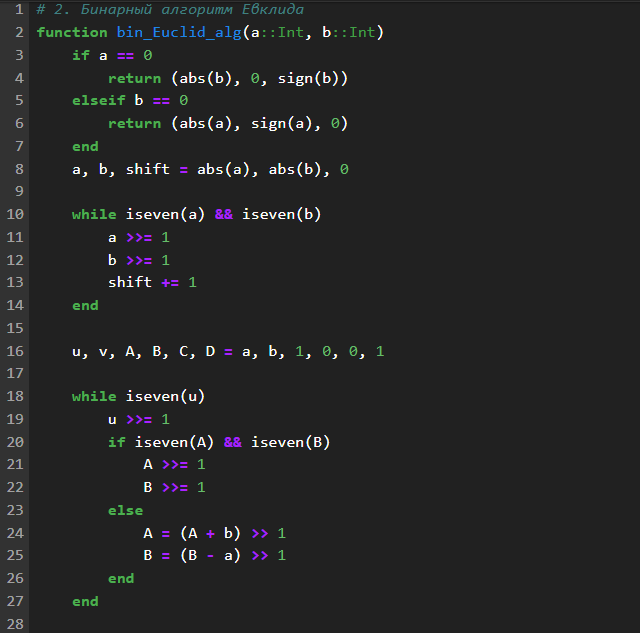 1 # 2. Бинарный алгоритм Евклида
2 function bin_Euclid_alg(a::Int, b::Int)
3     if a == 0
4         return (abs(b), 0, sign(b))
5     elseif b == 0
6         return (abs(a), sign(a), 0)
7     end
8     a, b, shift = abs(a), abs(b), 0
9
10     while iseven(a) && iseven(b)
11         a >>= 1
12         b >>= 1
13         shift += 1
14     end
15
16     u, v, A, B, C, D = a, b, 1, 0, 0, 1
17
18     while iseven(u)
19         u >>= 1
20         if iseven(A) && iseven(B)
21             A >>= 1
22             B >>= 1
23         else
24             A = (A + b) >> 1
25             B = (B - a) >> 1
26         end
27     end
28